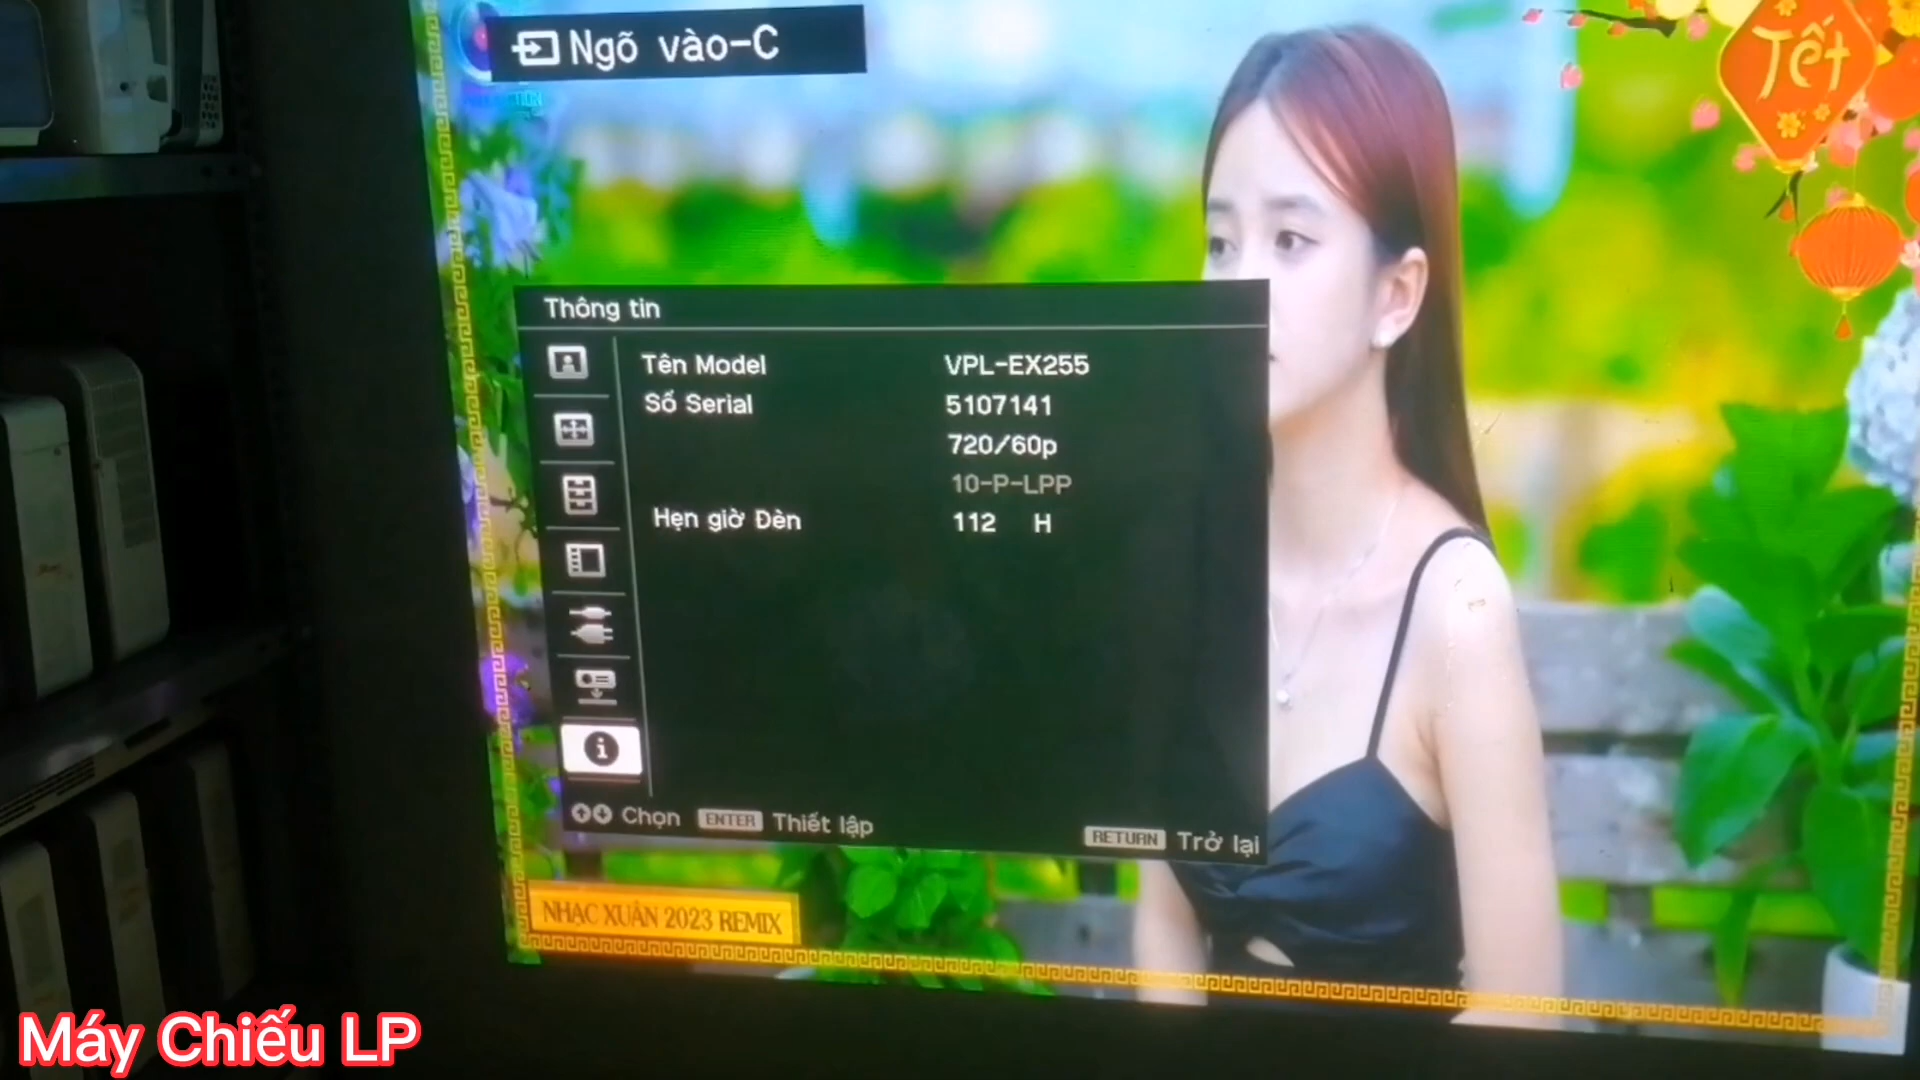 Ngõ vào-C
Tết
Thông tin
Tên Model VPL-EX255
Số Serial 5107141
720/60p
10-P-LPP
Hẹn giờ Đèn 112 H
Chọn ENTER Thiết lập RETURN Trở lại
NHẠC XUÂN 2023 REMIX
Máy Chiếu LP